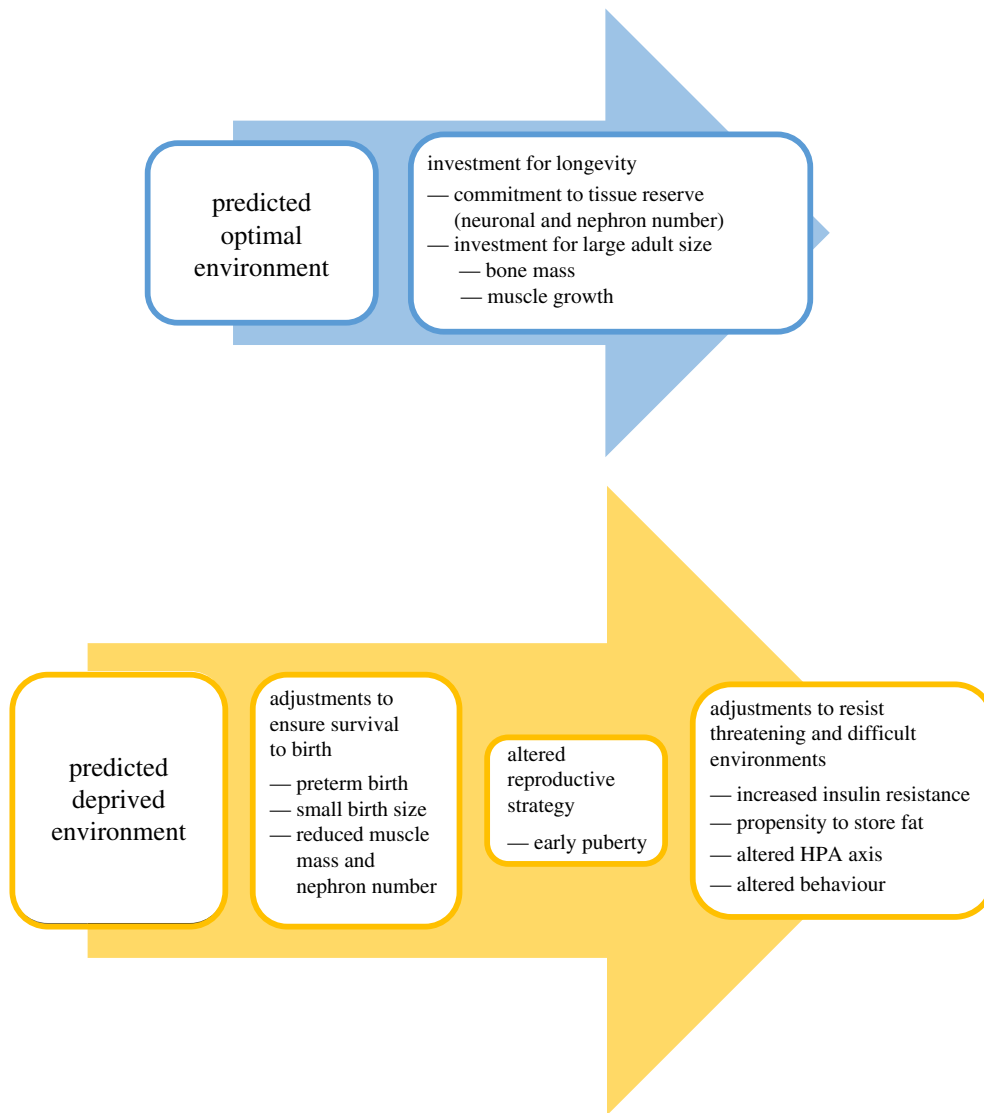 predicted
optimal
environment
investment for longevity
— commitment to tissue reserve
(neuronal and nephron number)
— investment for large adult size
— bone mass
— muscle growth
predicted
deprived
environment
adjustments to
ensure survival
to birth
— preterm birth
— small birth size
— reduced muscle
mass and
nephron number
altered
reproductive
strategy
— early puberty
adjustments to resist
threatening and difficult
environments
— increased insulin resistance
— propensity to store fat
— altered HPA axis
— altered behaviour